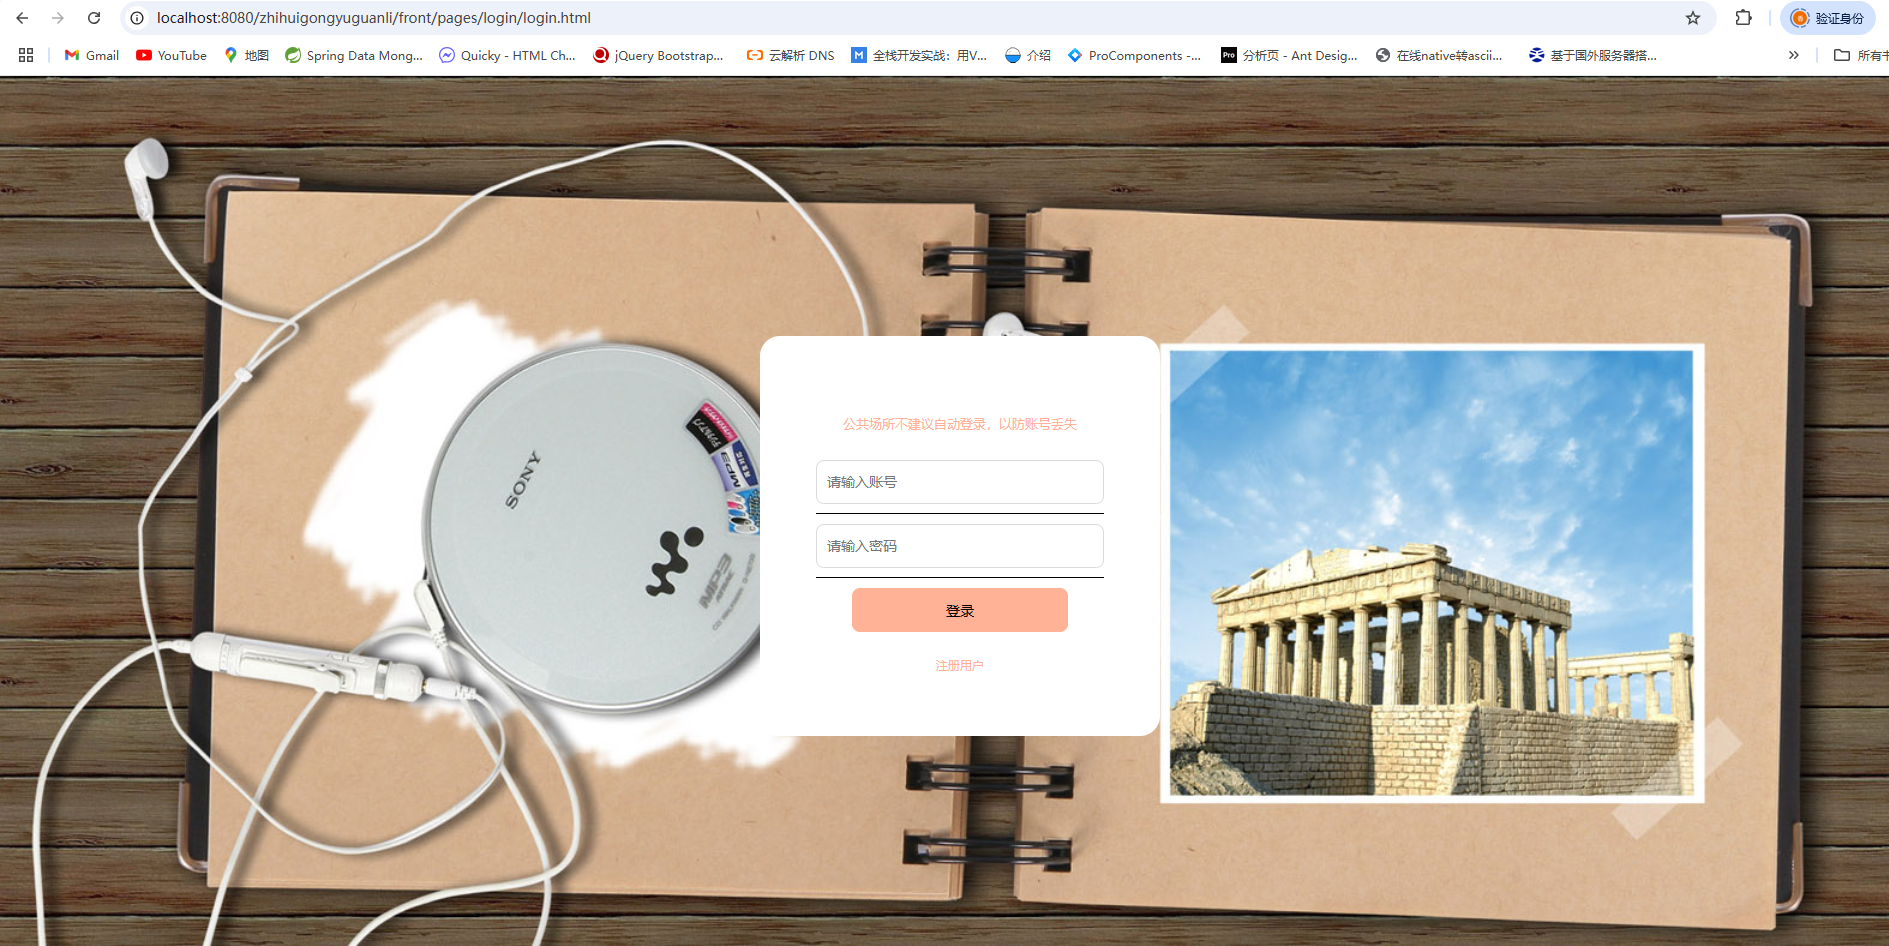 localhost:8080/zhihuigongyuguanli/front/pages/login/login.html
验证身份
Gmail
YouTube
地图
Spring Data Mong...
Quicky - HTML Ch...
jQuery Bootstrap...
云解析 DNS
全栈开发实战：用V...
介绍
ProComponents -...
Pro
分析页 - Ant Desig...
在线native转ascii...
基于国外服务器搭...
»
公共场所不建议自动登录，以防账号丢失
请输入账号
请输入密码
登录
注册用户
SONY
MP3